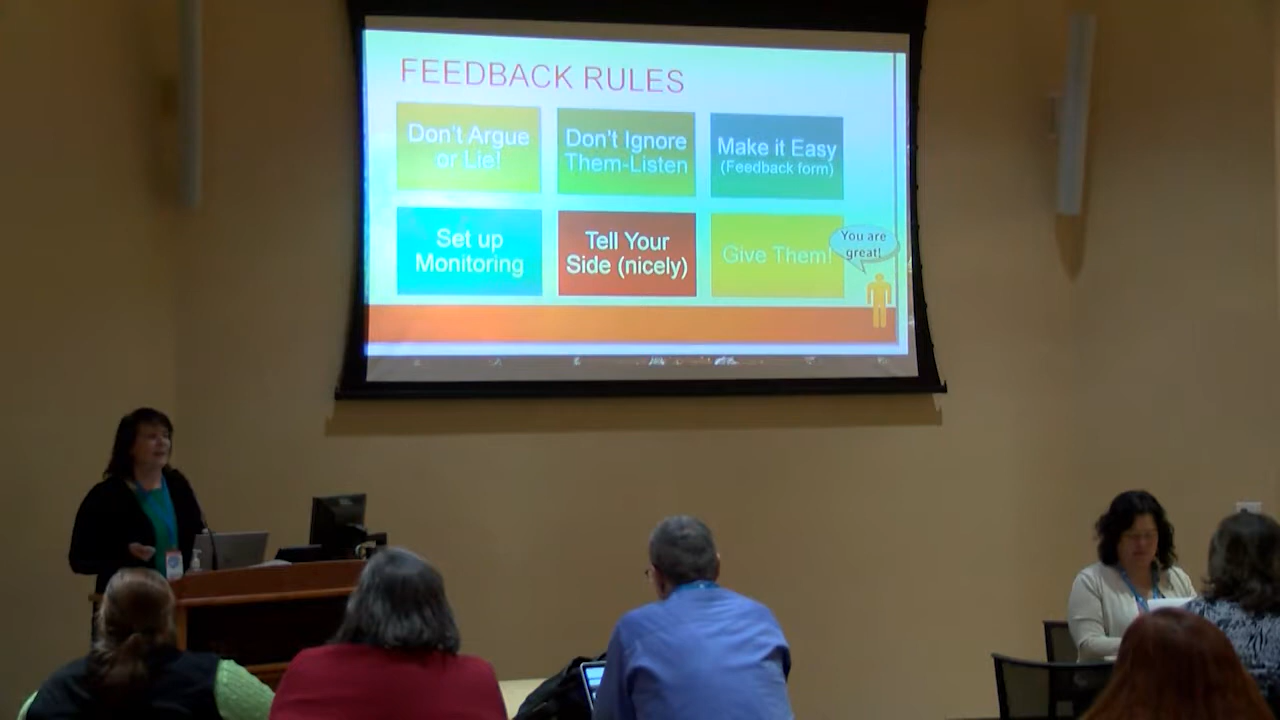 FEEDBACK RULES
Don't Argue
or Lie!
Don't Ignore
Them-Listen
Make it Easy
(Feedback form)
Set up
Monitoring
Tell Your
Side (nicely)
Give Them!
You are
great!